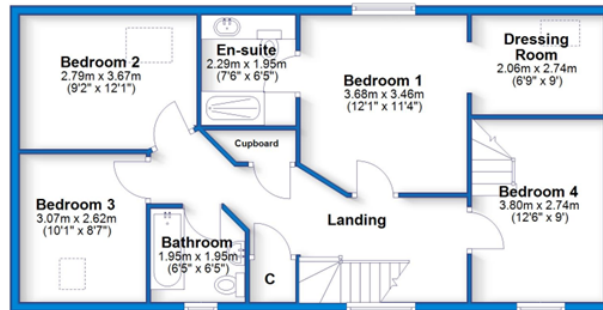 Bedroom 2
2.79m x 3.67m
(9'2" x 12'1")
En-suite
2.29m x 1.95m
(7'6" x 6'5")
Bedroom 1
3.68m x 3.46m
(12'1" x 11'4")
Dressing
Room
2.06m x 2.74m
(6'9" x 9')
Cupboard
Bedroom 3
3.07m x 2.62m
(10'1" x 8'7")
Bathroom
1.95m x 1.95m
(6'5" x 6'5")
C
Landing
Bedroom 4
3.80m x 2.74m
(12'6" x 9')